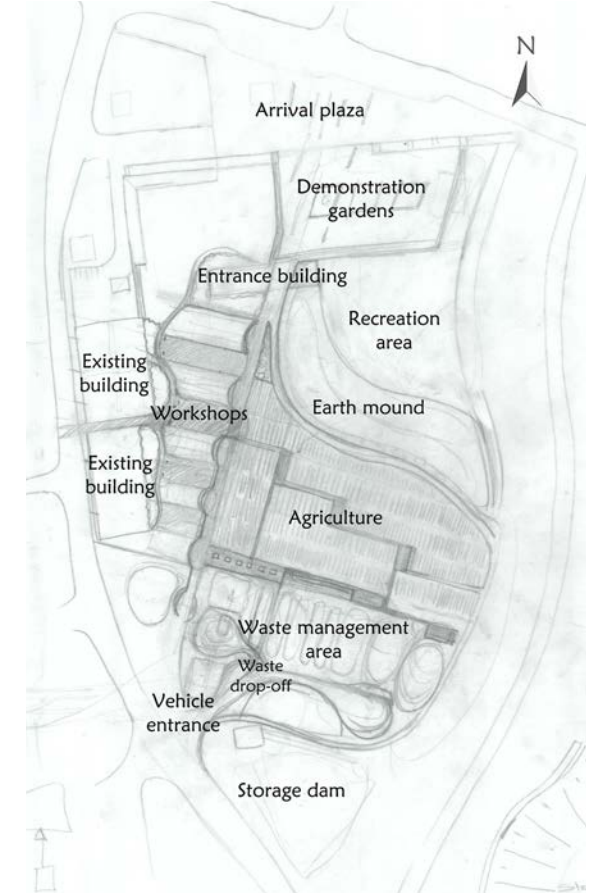 N
Arrival plaza
Demonstration
gardens
Entrance building
Recreation
area
Existing
building
Earth mound
Workshops
Existing
building
Agriculture
Waste management
area
Waste
drop-off
Vehicle
entrance
Storage dam